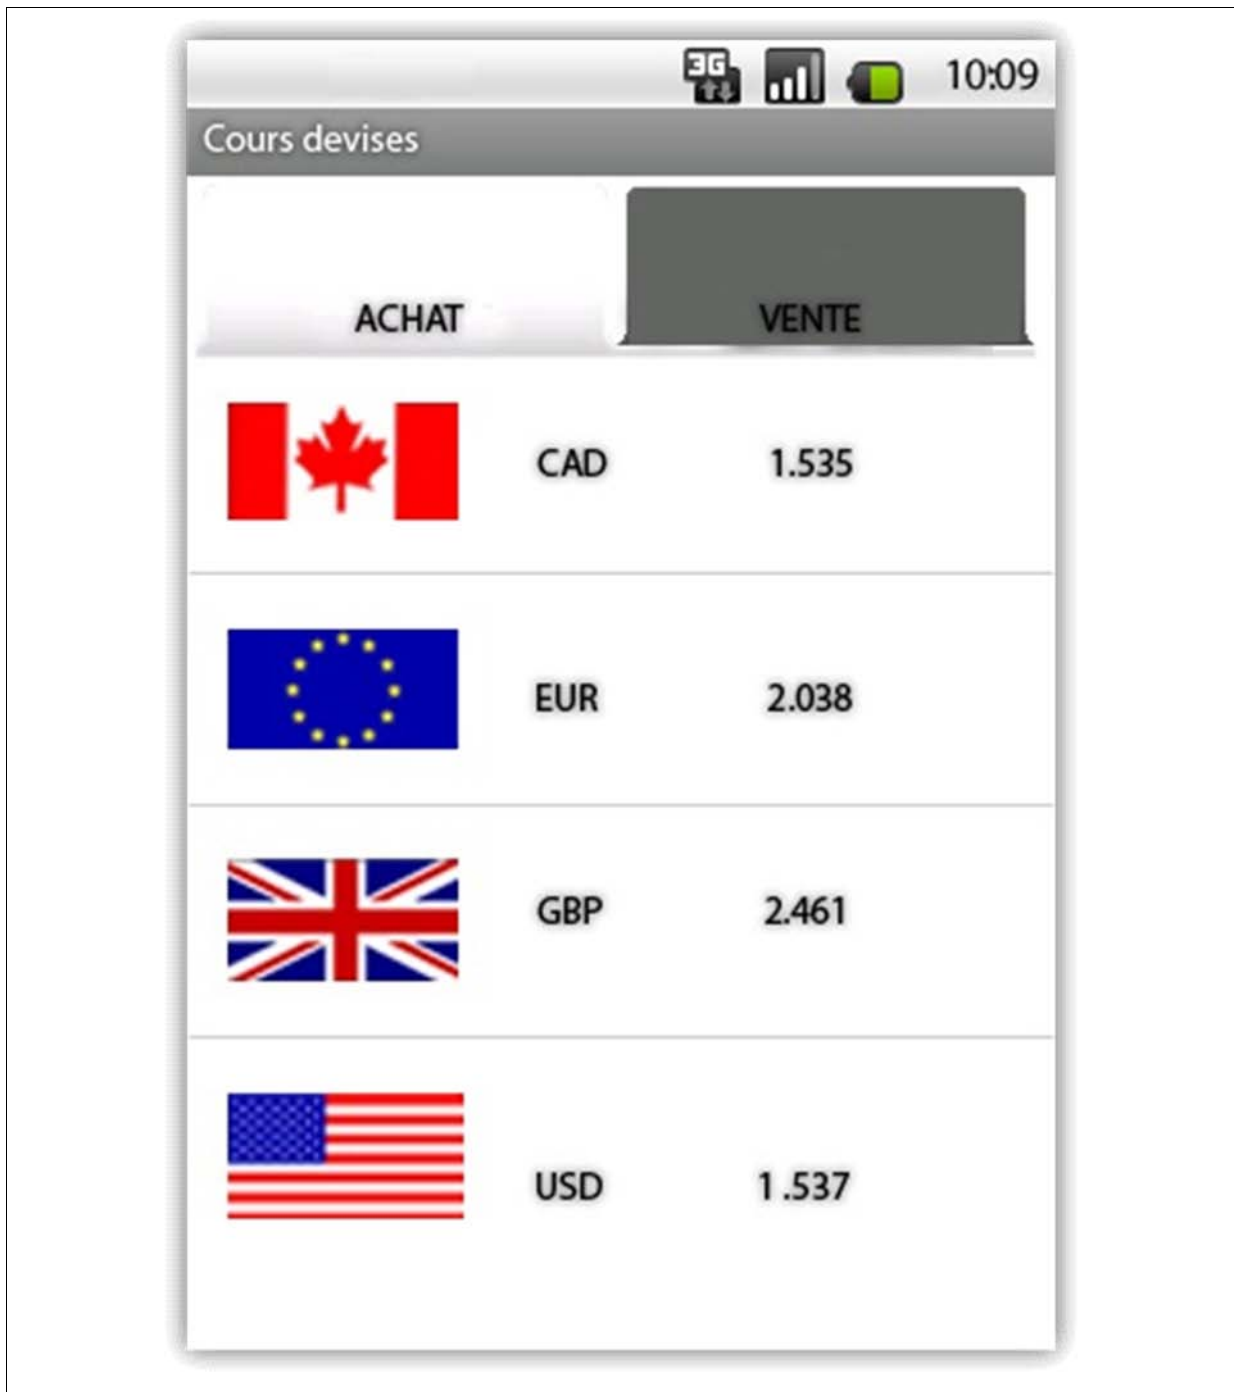 3G 10:09
Cours devises
ACHAT VENTE
CAD 1.535
EUR 2.038
GBP 2.461
USD 1.537